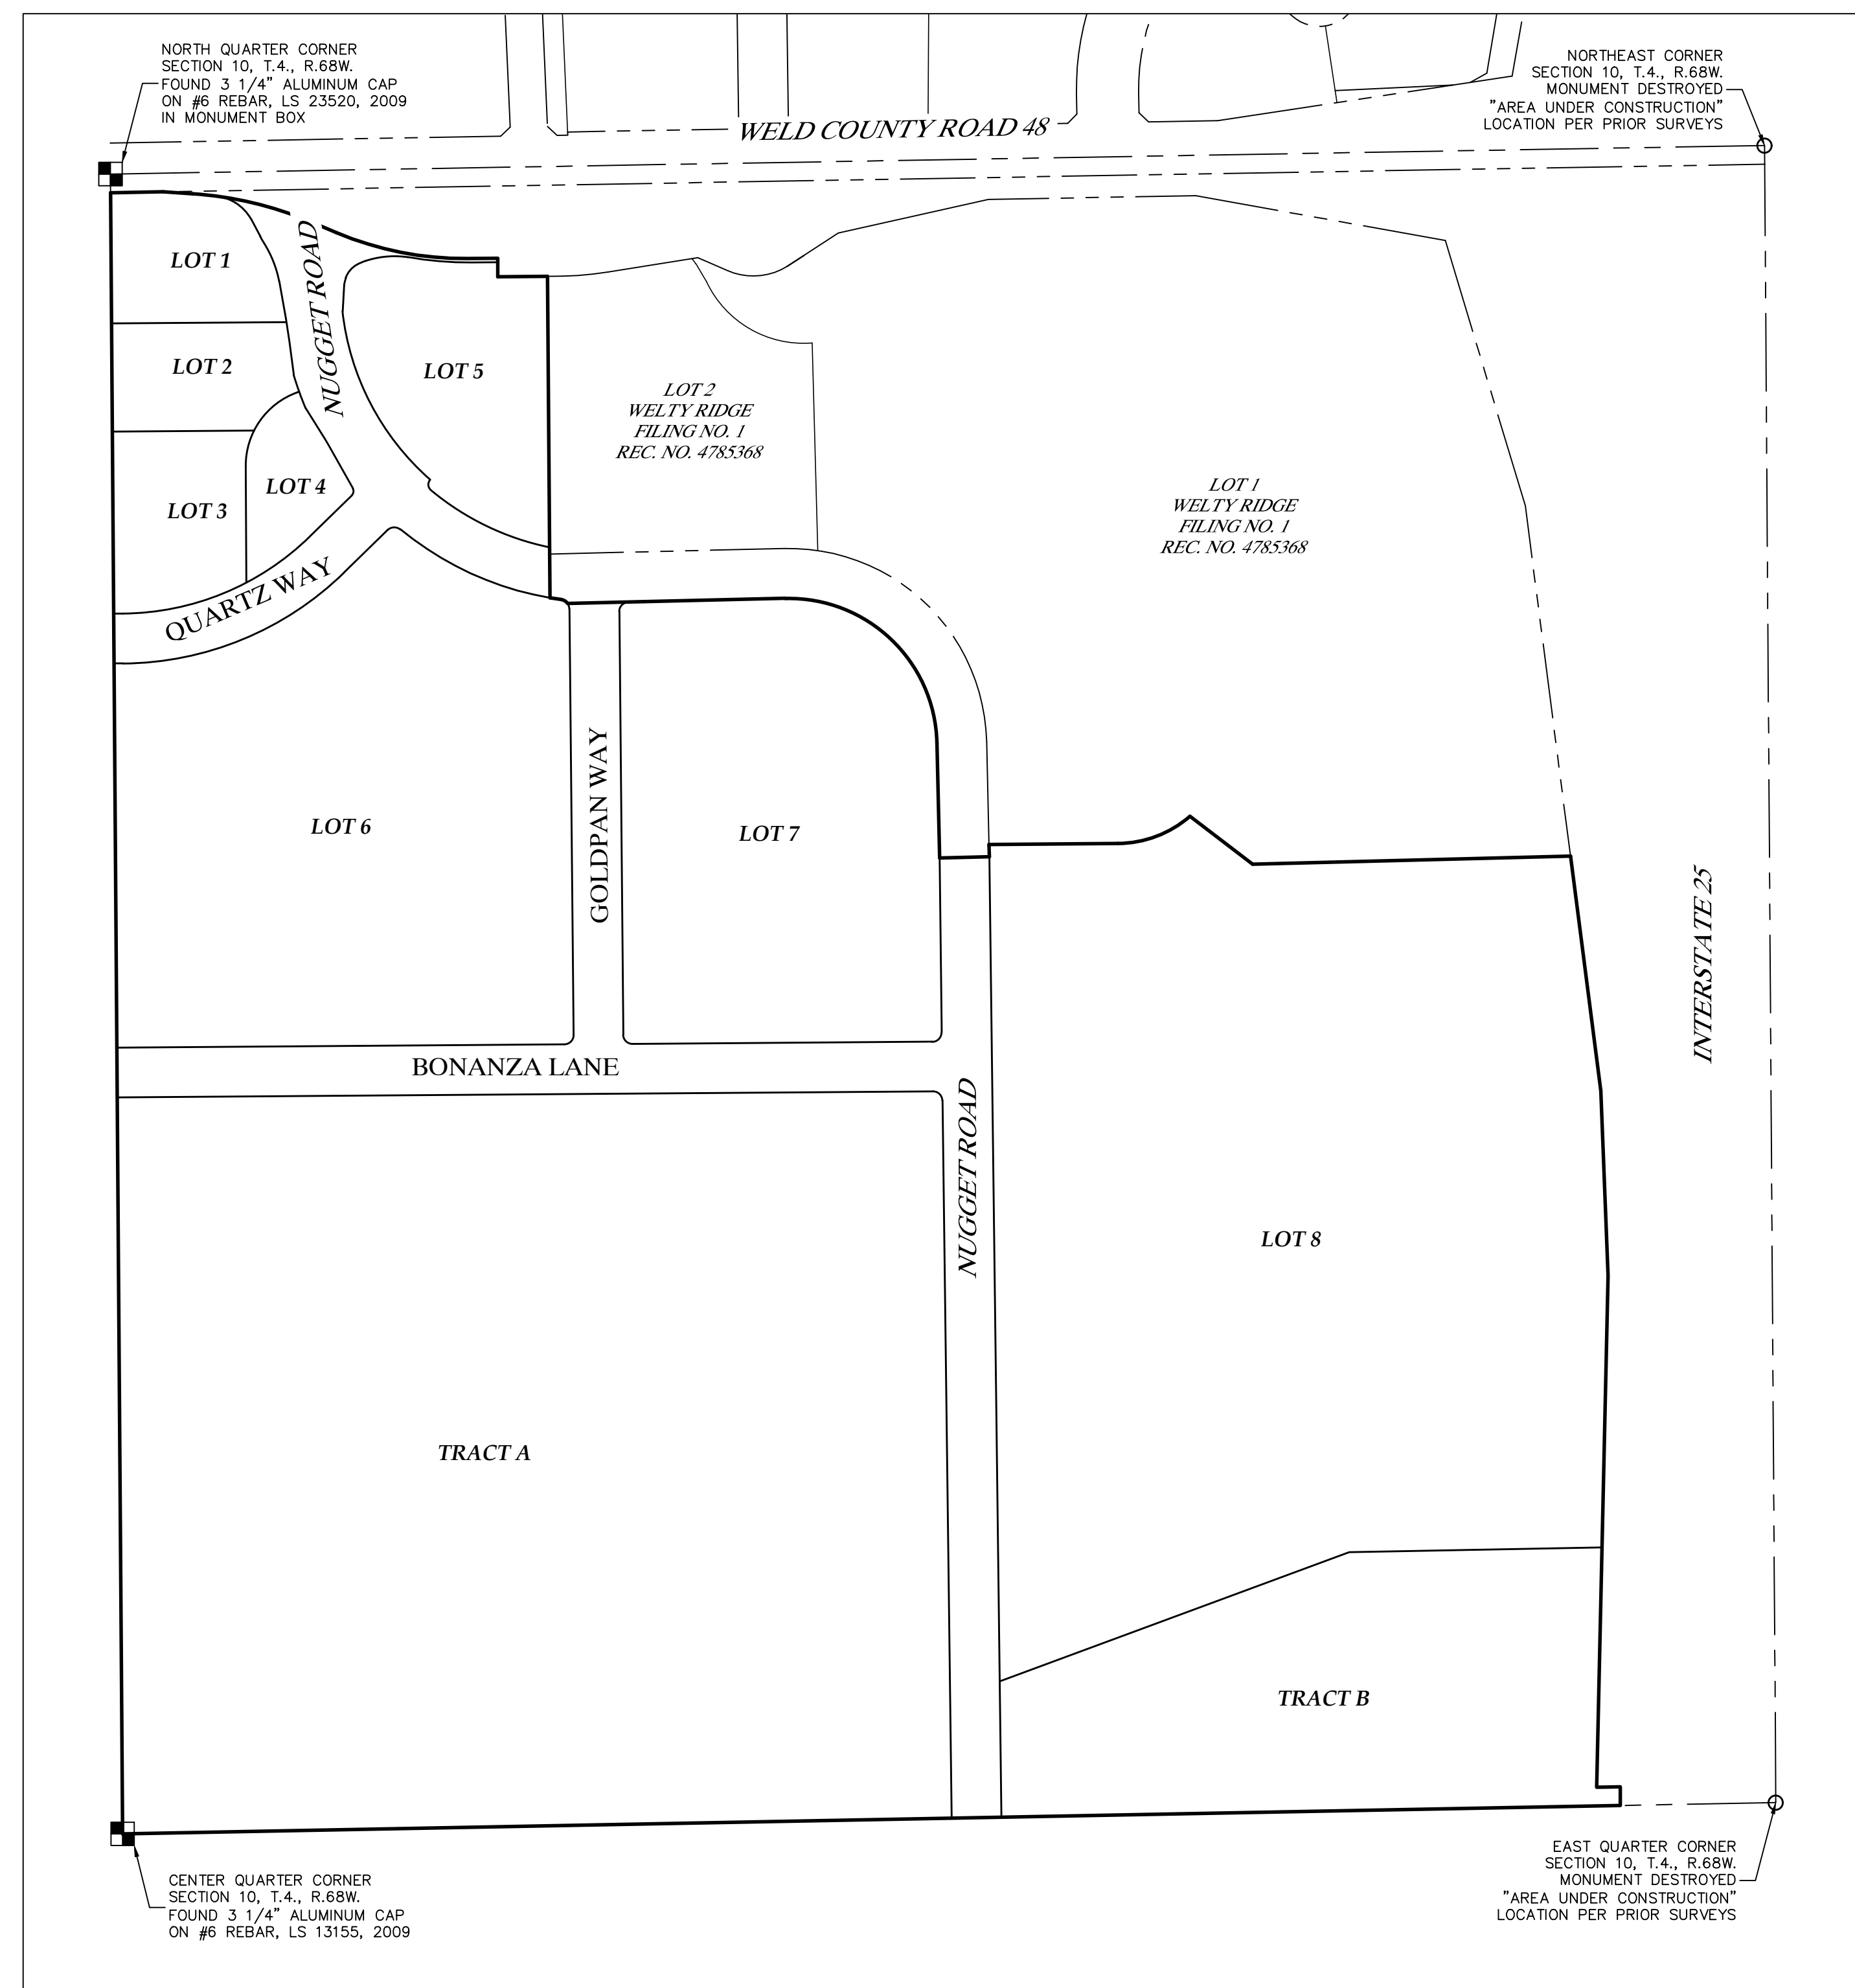 NORTH QUARTER CORNER
SECTION 10, T.4., R.68W.
FOUND 3 1/4" ALUMINUM CAP
ON #6 REBAR, LS 23520, 2009
IN MONUMENT BOX
NORTHEAST CORNER
SECTION 10, T.4., R.68W.
MONUMENT DESTROYED
"AREA UNDER CONSTRUCTION"
LOCATION PER PRIOR SURVEYS
WELD COUNTY ROAD 48
LOT 1
NUGGET ROAD
LOT 2
LOT 5
LOT 3
LOT 4
LOT 2
WELTY RIDGE
FILING NO. 1
REC. NO. 4785368
LOT 1
WELTY RIDGE
FILING NO. 1
REC. NO. 4785368
QUARTZ WAY
LOT 6
GOLDPAN WAY
LOT 7
INTERSTATE 25
BONANZA LANE
NUGGET ROAD
LOT 8
TRACT A
TRACT B
CENTER QUARTER CORNER
SECTION 10, T.4., R.68W.
FOUND 3 1/4" ALUMINUM CAP
ON #6 REBAR, LS 13155, 2009
EAST QUARTER CORNER
SECTION 10, T.4., R.68W.
MONUMENT DESTROYED
"AREA UNDER CONSTRUCTION"
LOCATION PER PRIOR SURVEYS